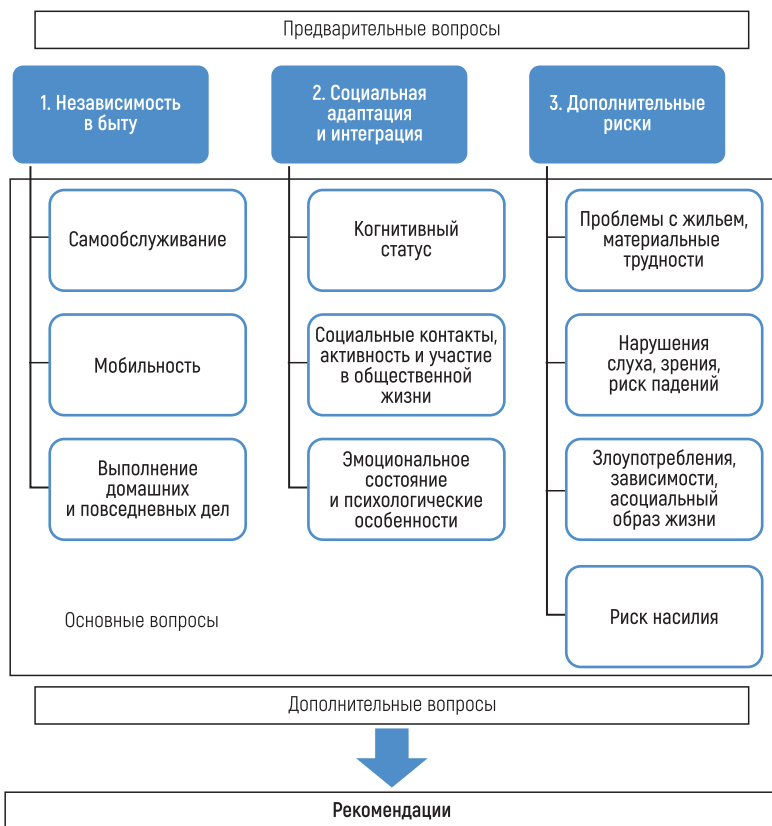 Предварительные вопросы
1. Независимость
в быту
2. Социальная
адаптация
и интеграция
3. Дополнительные
риски
Самообслуживание
Мобильность
Выполнение
домашних
и повседневных дел
Когнитивный
статус
Социальные контакты,
активность и участие
в общественной
жизни
Эмоциональное
состояние
и психологические
особенности
Проблемы с жильем,
материальные
трудности
Нарушения
слуха, зрения,
риск падений
Злоупотребления,
зависимости,
асоциальный
образ жизни
Риск насилия
Основные вопросы
Дополнительные вопросы
Рекомендации